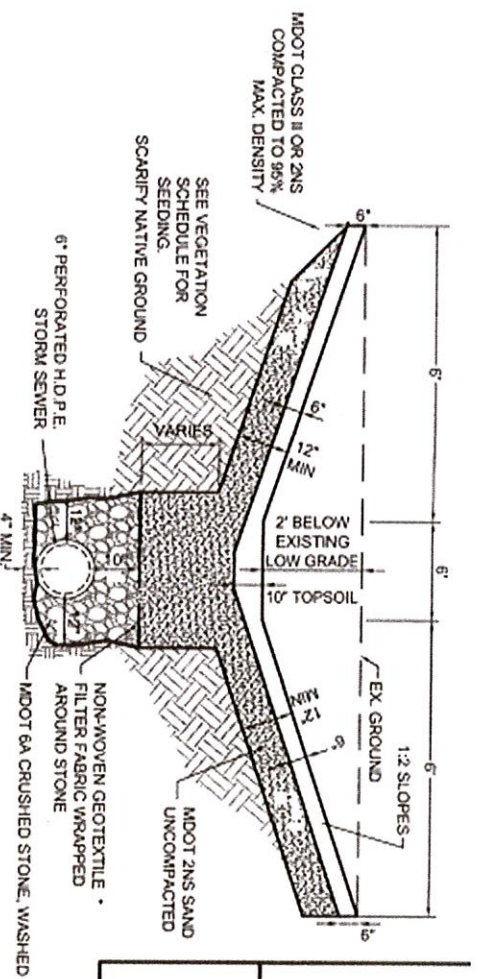 MDOT CLASS II OR 2NS
COMPACTED TO 95%
MAX. DENSITY
SEE VEGETATION
SCHEDULE FOR
SEEDING.
SCARIFY NATIVE GROUND
6" PERFORATED H.D.P.E.
STORM SEWER
6"
6'
6'
6'
6"
12"
MIN
VARIES
2' BELOW
EXISTING
LOW GRADE
10" TOPSOIL
EX. GROUND
1:2 SLOPES
12"
MIN
6"
6"
12"
12"
4" MIN.
MDOT 2NS SAND
UNCOMPACTED
NON-WOVEN GEOTEXTILE
FILTER FABRIC WRAPPED
AROUND STONE
MDOT 6A CRUSHED STONE, WASHED